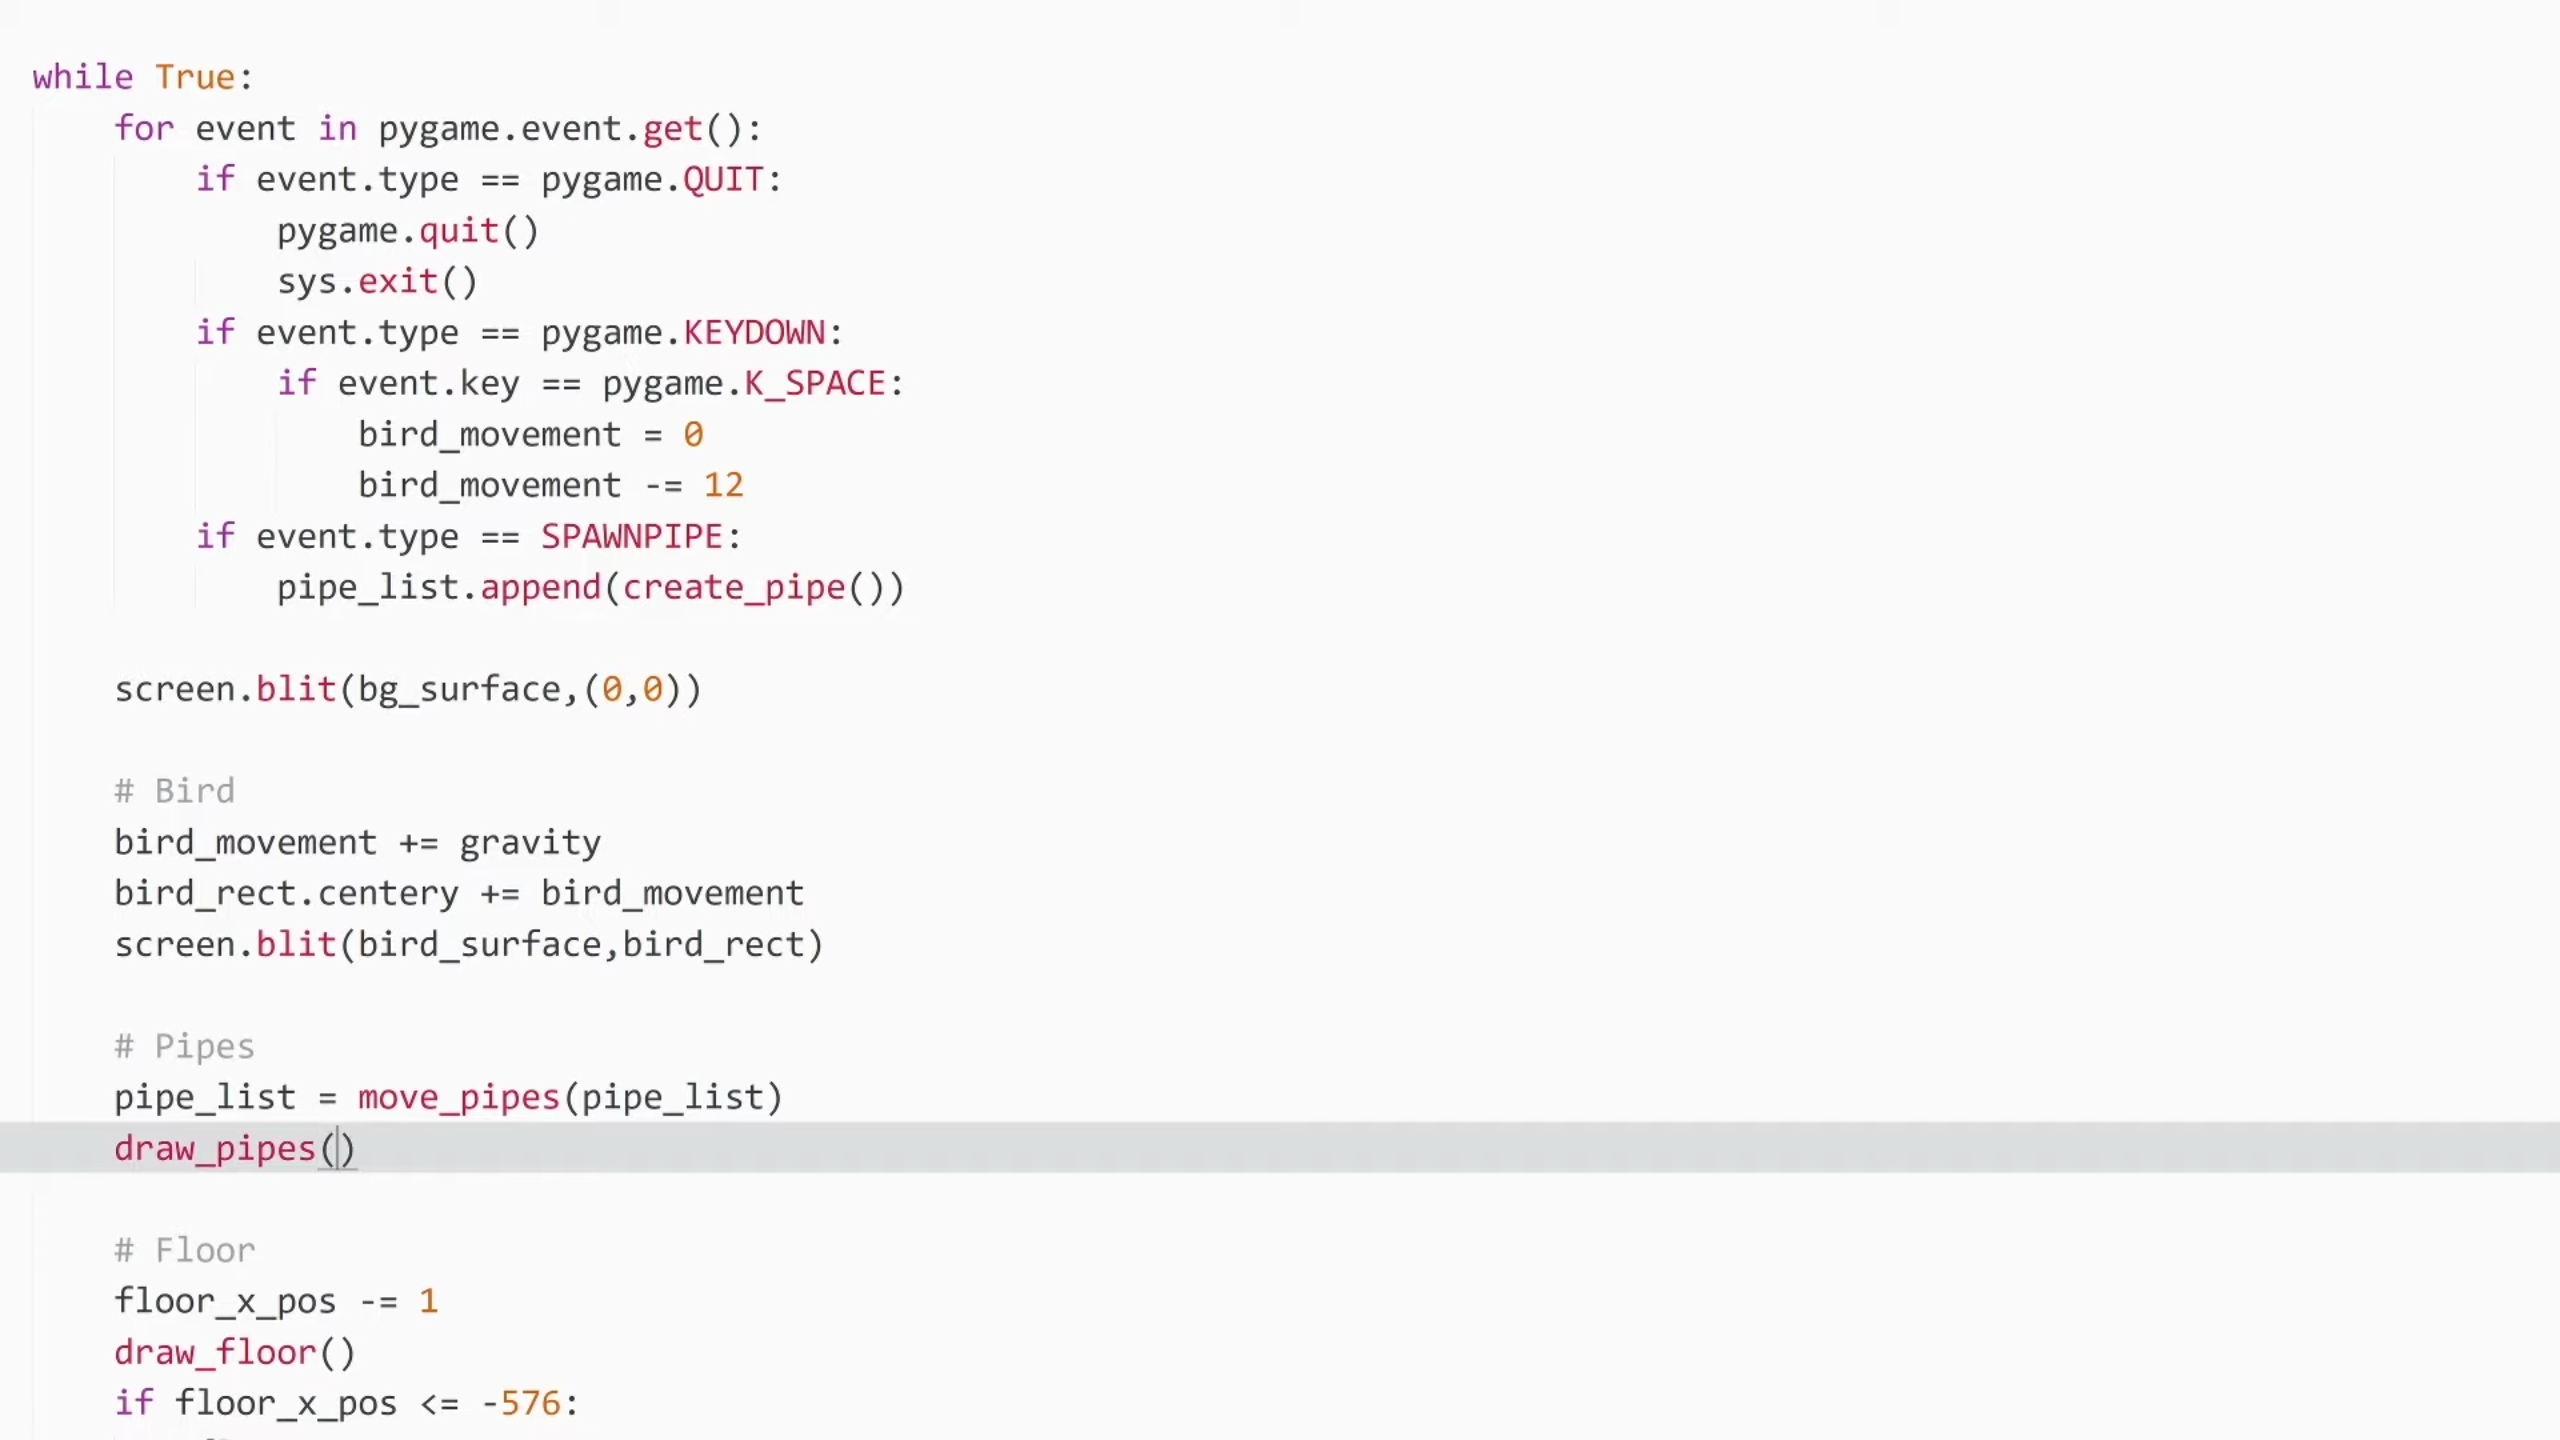 while True:
    for event in pygame.event.get():
        if event.type == pygame.QUIT:
            pygame.quit()
            sys.exit()
        if event.type == pygame.KEYDOWN:
            if event.key == pygame.K_SPACE:
                bird_movement = 0
                bird_movement -= 12
        if event.type == SPAWNPIPE:
            pipe_list.append(create_pipe())
    screen.blit(bg_surface,(0,0))
    # Bird
    bird_movement += gravity
    bird_rect.centery += bird_movement
    screen.blit(bird_surface,bird_rect)
    # Pipes
    pipe_list = move_pipes(pipe_list)
    draw_pipes()
    # Floor
    floor_x_pos -= 1
    draw_floor()
    if floor_x_pos <= -576: